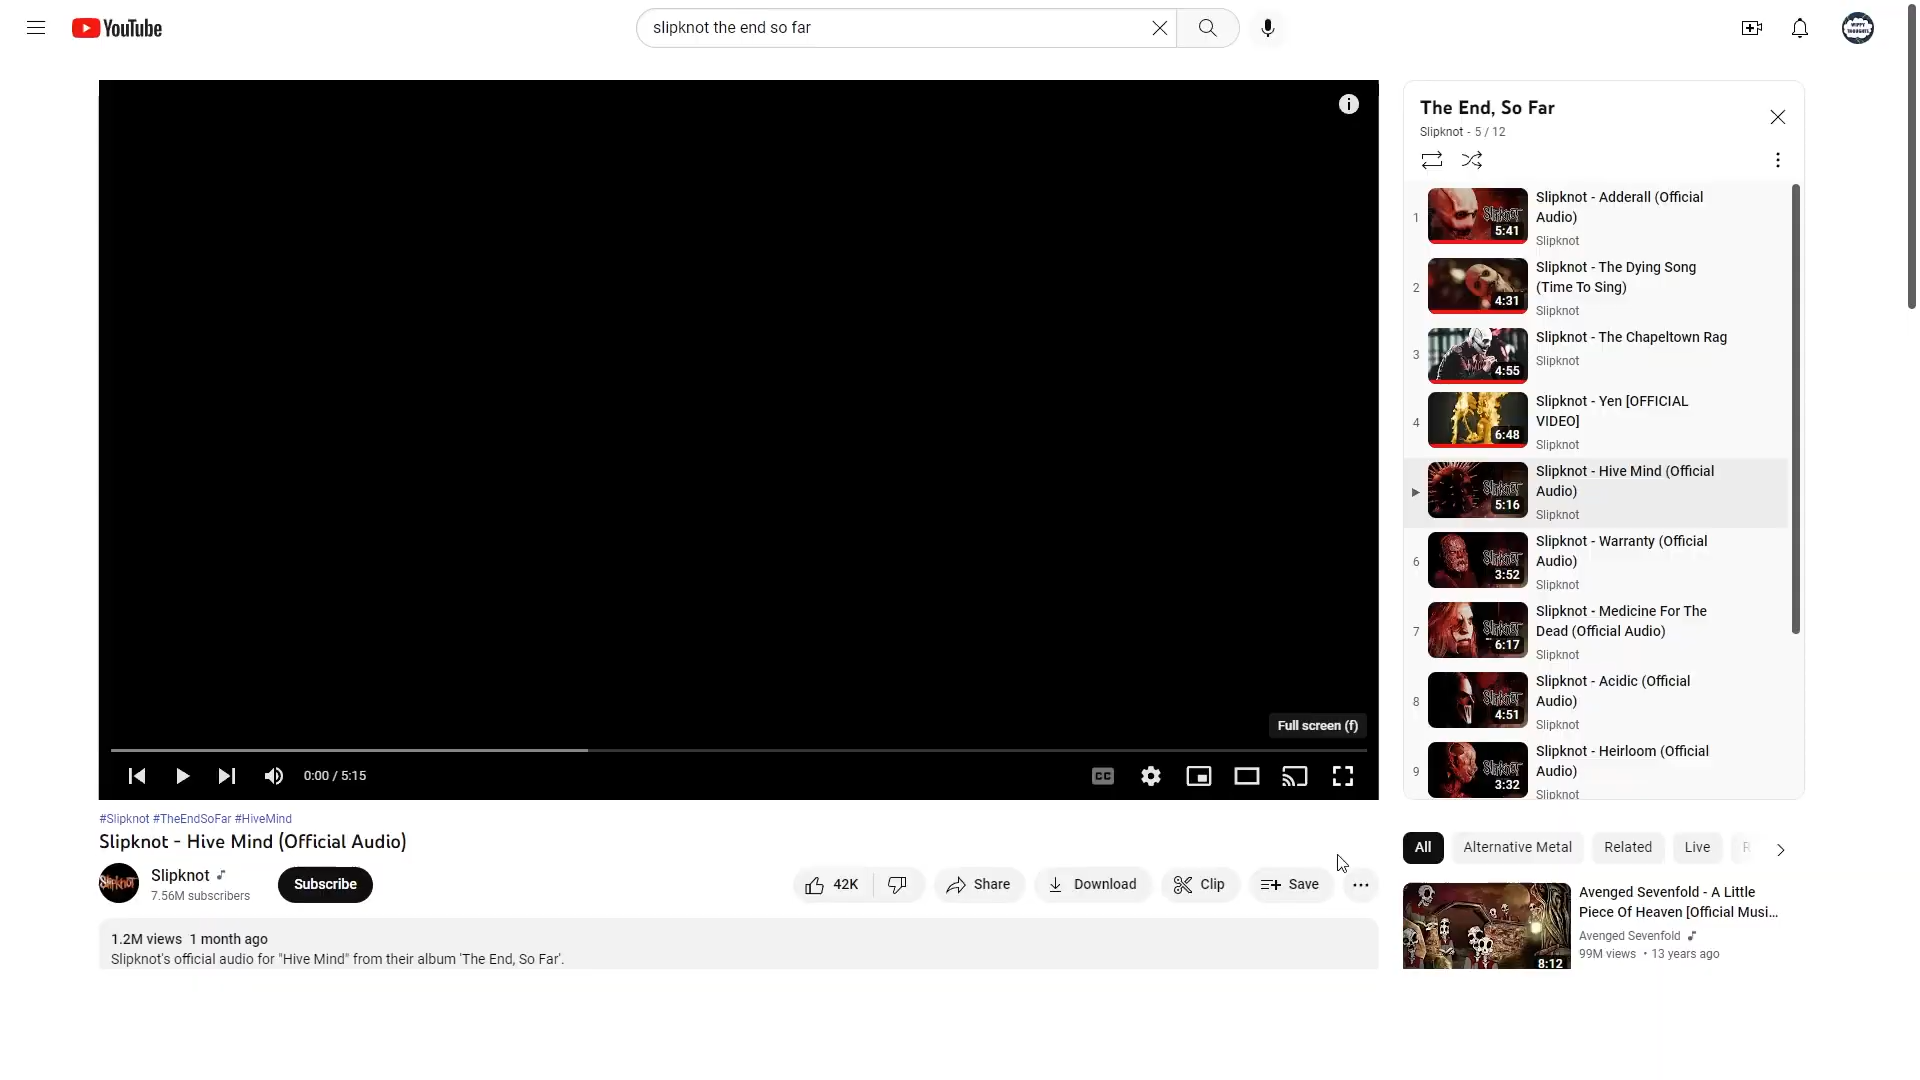 YouTube
slipknot the end so far
Full screen (f)
0:00 / 5:15
CC
#Slipknot #TheEndSoFar #HiveMind
Slipknot - Hive Mind (Official Audio)
Slipknot
7.56M subscribers
Subscribe
42K
Share
Download
Clip
Save
1.2M views 1 month ago
Slipknot's official audio for "Hive Mind" from their album 'The End, So Far'.
The End, So Far
Slipknot - 5 / 12
1
Slipknot
5:41
Slipknot - Adderall (Official
Audio)
Slipknot
2
4:31
Slipknot - The Dying Song
(Time To Sing)
Slipknot
3
4:55
Slipknot - The Chapeltown Rag
Slipknot
4
6:48
Slipknot - Yen [OFFICIAL
VIDEO]
Slipknot
Slipknot
5:16
Slipknot - Hive Mind (Official
Audio)
Slipknot
6
Slipknot
3:52
Slipknot - Warranty (Official
Audio)
Slipknot
7
Slipknot
6:17
Slipknot - Medicine For The
Dead (Official Audio)
Slipknot
8
Slipknot
4:51
Slipknot - Acidic (Official
Audio)
Slipknot
9
Slipknot
3:32
Slipknot - Heirloom (Official
Audio)
Slipknot
All
Alternative Metal
Related
Live
8:12
Avenged Sevenfold - A Little
Piece Of Heaven [Official Musi...
Avenged Sevenfold
99M views • 13 years ago